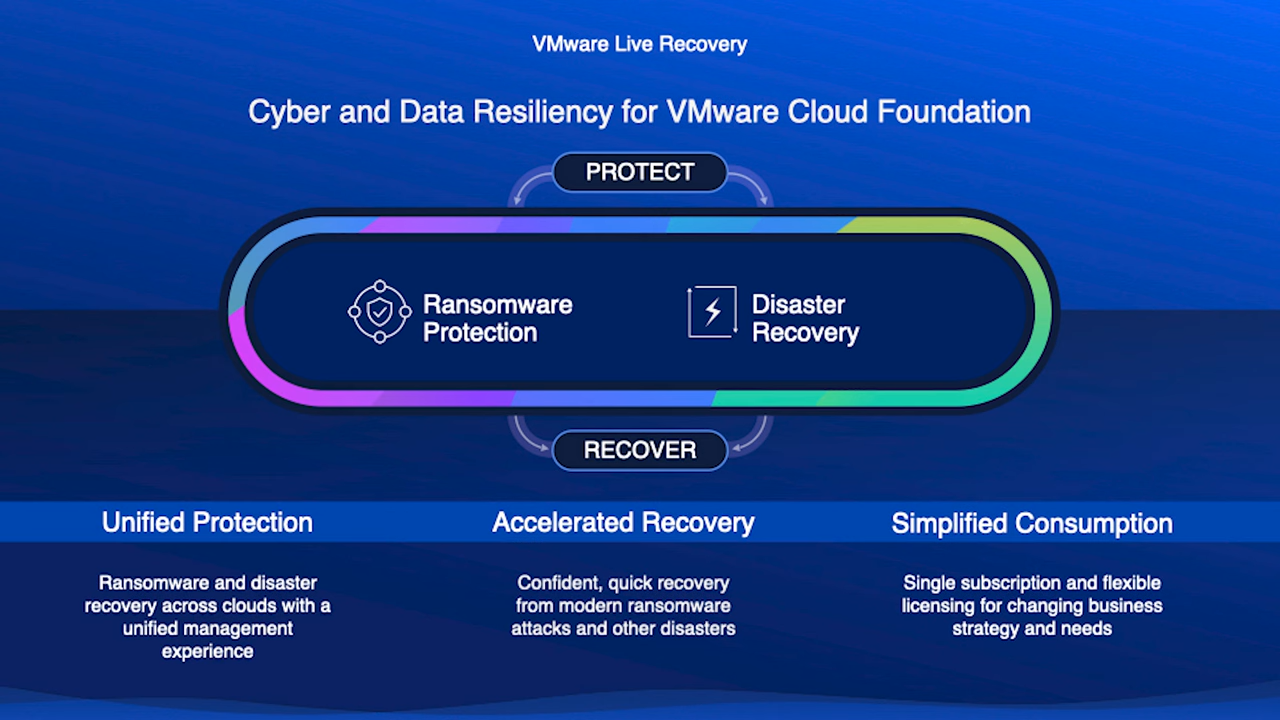 VMware Live Recovery
Cyber and Data Resiliency for VMware Cloud Foundation
PROTECT
Ransomware
Protection
Disaster
Recovery
RECOVER
Unified Protection
Ransomware and disaster
recovery across clouds with a
unified management
experience
Accelerated Recovery
Confident, quick recovery
from modern ransomware
attacks and other disasters
Simplified Consumption
Single subscription and flexible
licensing for changing business
strategy and needs